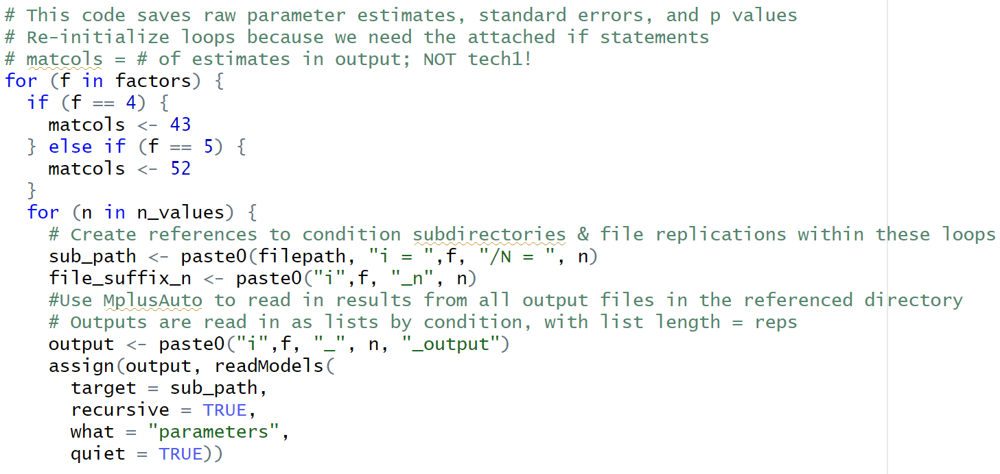 # This code saves raw parameter estimates, standard errors, and p values
# Re-initialize loops because we need the attached if statements
# matcols = # of estimates in output; NOT tech1!
for (f in factors) {
  if (f == 4) {
    matcols <- 43
  } else if (f == 5) {
    matcols <- 52
  }
  for (n in n_values) {
    # Create references to condition subdirectories & file replications within these loops
    sub_path <- paste0(filepath, "i = ",f, "/N = ", n)
    file_suffix_n <- paste0("i",f, "_n", n)
    #Use MplusAuto to read in results from all output files in the referenced directory
    # Outputs are read in as lists by condition, with list length = reps
    output <- paste0("i",f, "_", n, "_output")
    assign(output, readModels(
      target = sub_path,
      recursive = TRUE,
      what = "parameters",
      quiet = TRUE))